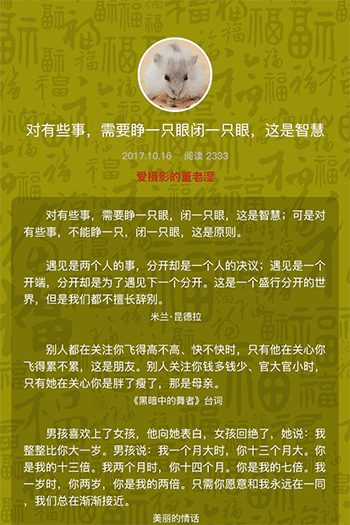 对有些事，需要睁一只眼闭一只眼，这是智慧
2017.10.16 阅读 2333
爱摄影的董老湿
对有些事，需要睁一只眼，闭一只眼，这是智慧；可是对
有些事，不能睁一只，闭一只眼，这是原则。
遇见是两个人的事，分开却是一个人的决议；遇见是一个
开端，分开却是为了遇见下一个分开。这是一个盛行分开的世
界，但是我们都不擅长辞别。
米兰·昆德拉
别人都在关注你飞得高不高、快不快时，只有他在关心你
飞得累不累，这是朋友。别人关注你钱多钱少、官大官小时，
只有她在关心你是胖了瘦了，那是母亲。
《黑暗中的舞者》台词
男孩喜欢上了女孩，他向她表白，女孩回绝了，她说：我
整整比你大一岁。男孩说：我一个月大时，你十三个月大。你
是我的十三倍。我两个月时，你十四个月。你是我的七倍。我
一岁时，你两岁，你是我的两倍。只需你愿意和我永远在一同
，我们总在渐渐接近。
美丽的情话